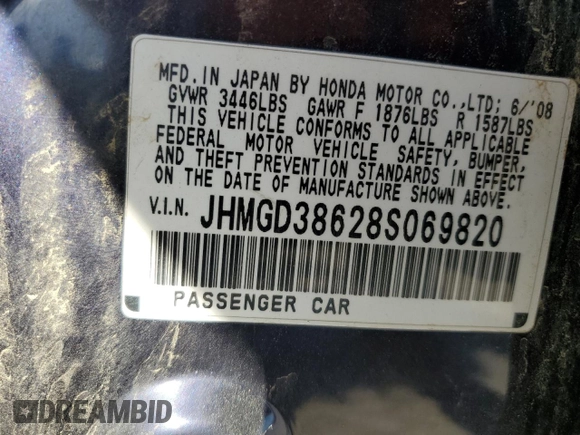 MFD. IN JAPAN BY HONDA MOTOR CO.,LTD; 6/'08
GVWR 3446LBS GAWR F 1876LBS R 1587LBS
THIS VEHICLE CONFORMS TO ALL APPLICABLE
FEDERAL MOTOR VEHICLE SAFETY, BUMPER,
AND THEFT PREVENTION STANDARDS IN EFFECT
ON THE DATE OF MANUFACTURE SHOWN ABOVE.
V.I.N. JHMGD38628S069820
PASSENGER CAR
DREAMBID